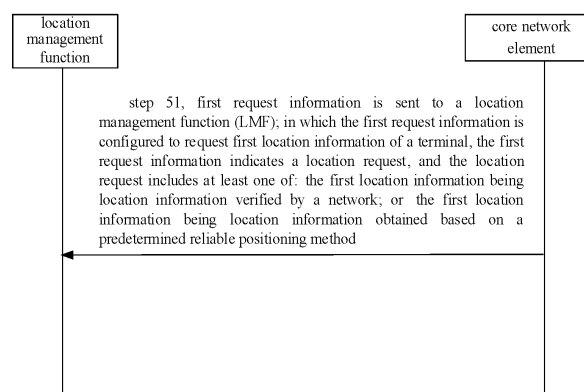 location
management
function
core network
element
step 51, first request information is sent to a location
management function (LMF); in which the first request information is
configured to request first location information of a terminal, the first
request information indicates a location request, and the location
request includes at least one of: the first location information being
location information verified by a network; or the first location
information being location information obtained based on a
predetermined reliable positioning method